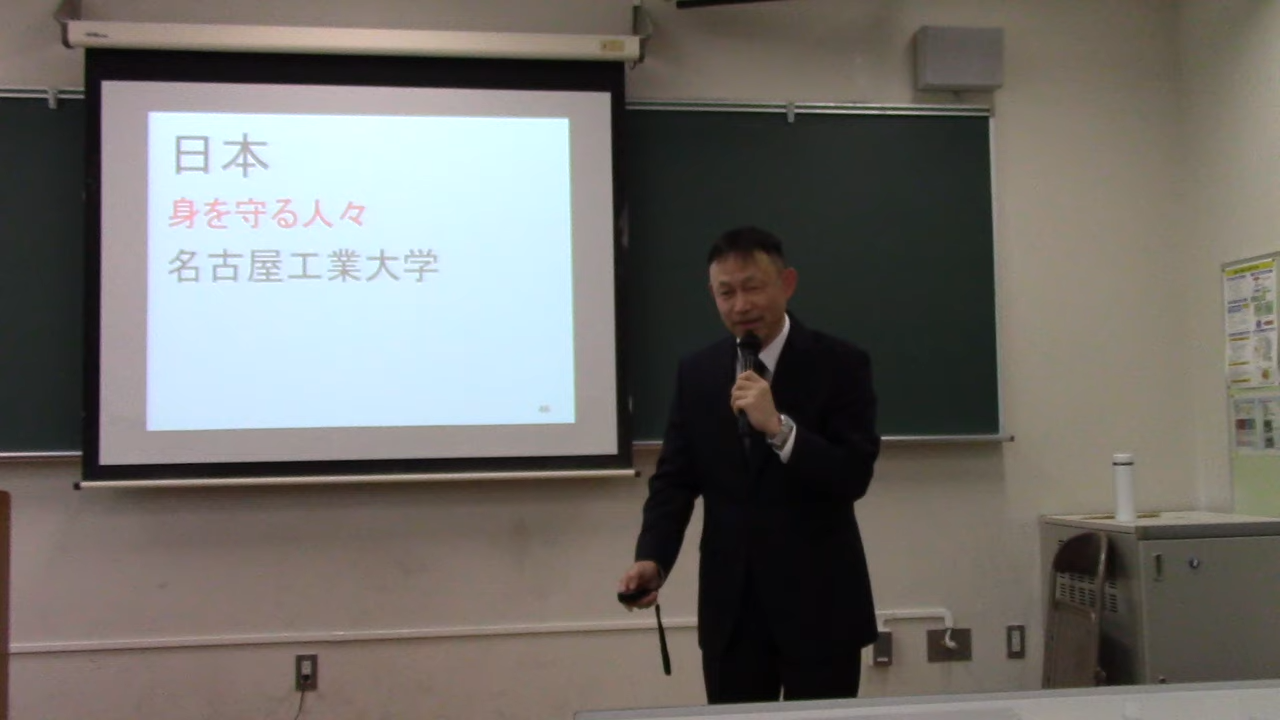 日本
身を守る人々
名古屋工業大学